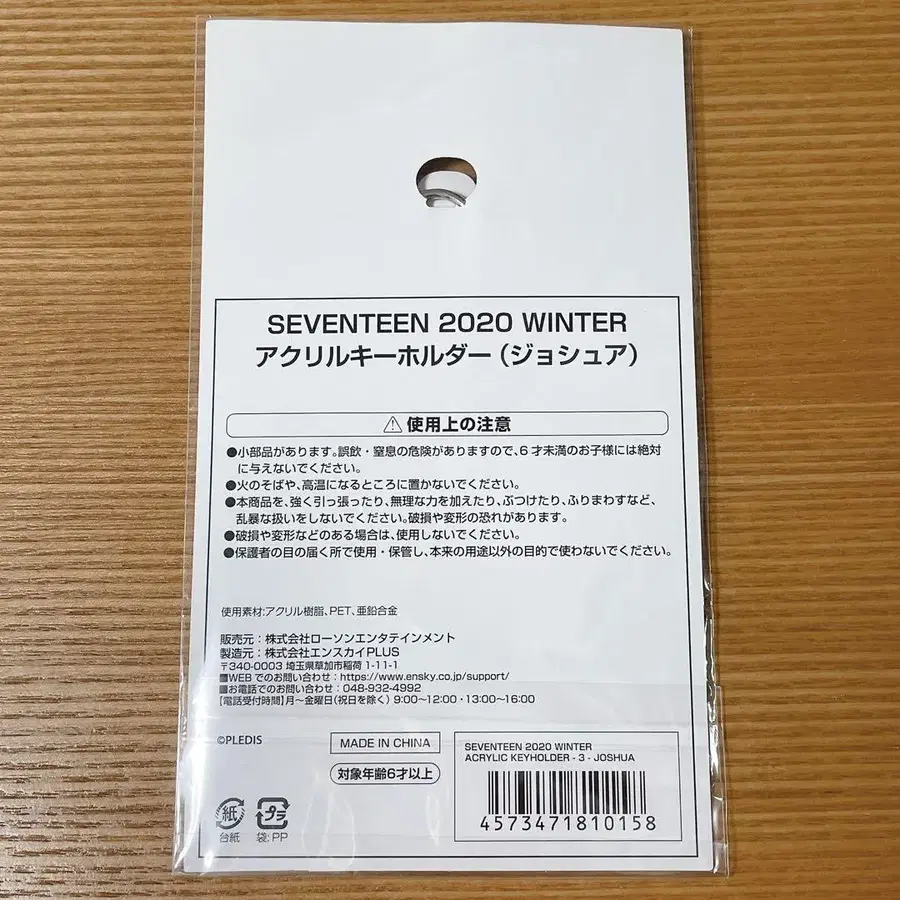 SEVENTEEN 2020 WINTER
アクリルキーホルダー（ジョシュア）
使用上の注意
●小部品があります。誤飲・窒息の危険がありますので、6才未満のお子様には絶対
に与えないでください。
●火のそばや、高温になるところに置かないでください。
●本商品を、強く引っ張ったり、無理な力を加えたり、ぶつけたり、ふりまわすなど、
乱暴な扱いをしないでください。破損や変形の恐れがあります。
●破損や変形などのある場合は、使用しないでください。
●保護者の目の届く所で使用・保管し、本来の用途以外の目的で使わないでください。
使用素材:アクリル樹脂、PET、亜鉛合金
販売元：株式会社ローソンエンタテインメント
製造元：株式会社エンスカイPLUS
〒340-0003 埼玉県草加市稲荷 1-11-1
■WEBでのお問い合わせ：https://www.ensky.co.jp/support/
■お電話でのお問い合わせ：048-932-4992
【電話受付時間】月〜金曜日(祝日を除く) 9:00〜12:00・13:00〜16:00
©PLEDIS
MADE IN CHINA
対象年齢6才以上
紙
台紙
プラ
袋:PP
SEVENTEEN 2020 WINTER
ACRYLIC KEYHOLDER - 3 - JOSHUA
4573471810158